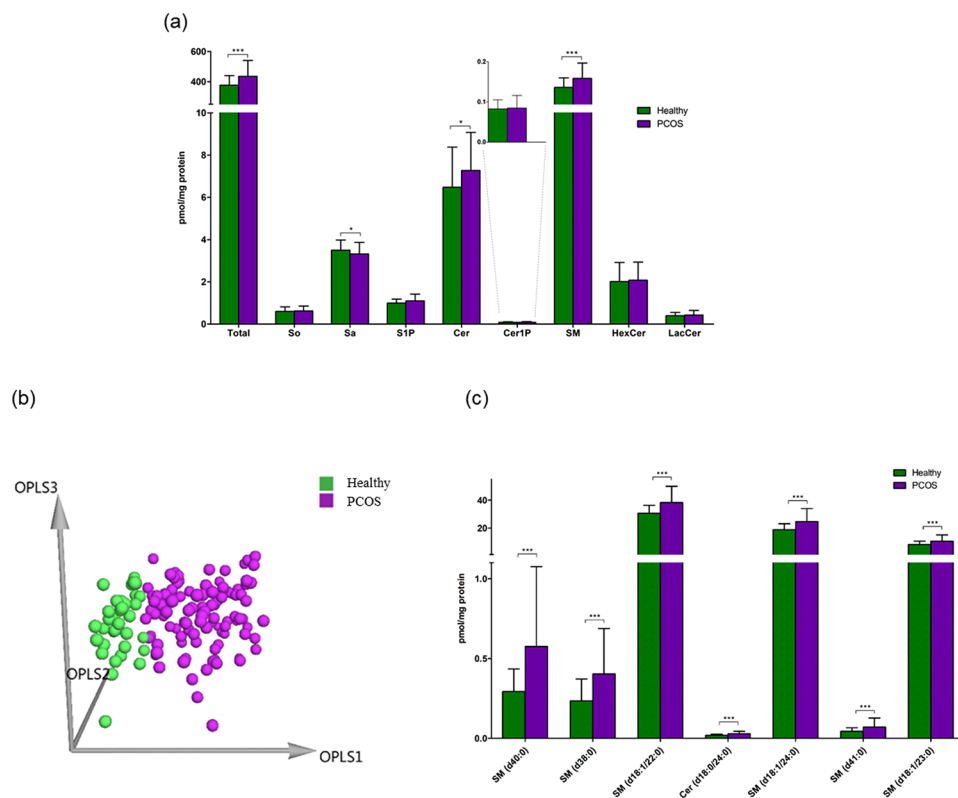 (a)
***
***
*
*
600
400
10
8
6
4
2
0
pmol/mg protein
0.2
0.1
0.0
Healthy
PCOS
Total So Sa S1P Cer Cer1P SM HexCer LacCer
(b)
OPLS3
OPLS2
OPLS1
Healthy
PCOS
(c)
Healthy
PCOS
***
***
***
***
***
***
***
40
20
1.0
0.5
0.0
pmol/mg protein
SM (d40:0)
SM (d38:0)
SM (d18:1/22:0)
Cer (d18:0/24:0)
SM (d18:1/24:0)
SM (d41:0)
SM (d18:1/23:0)